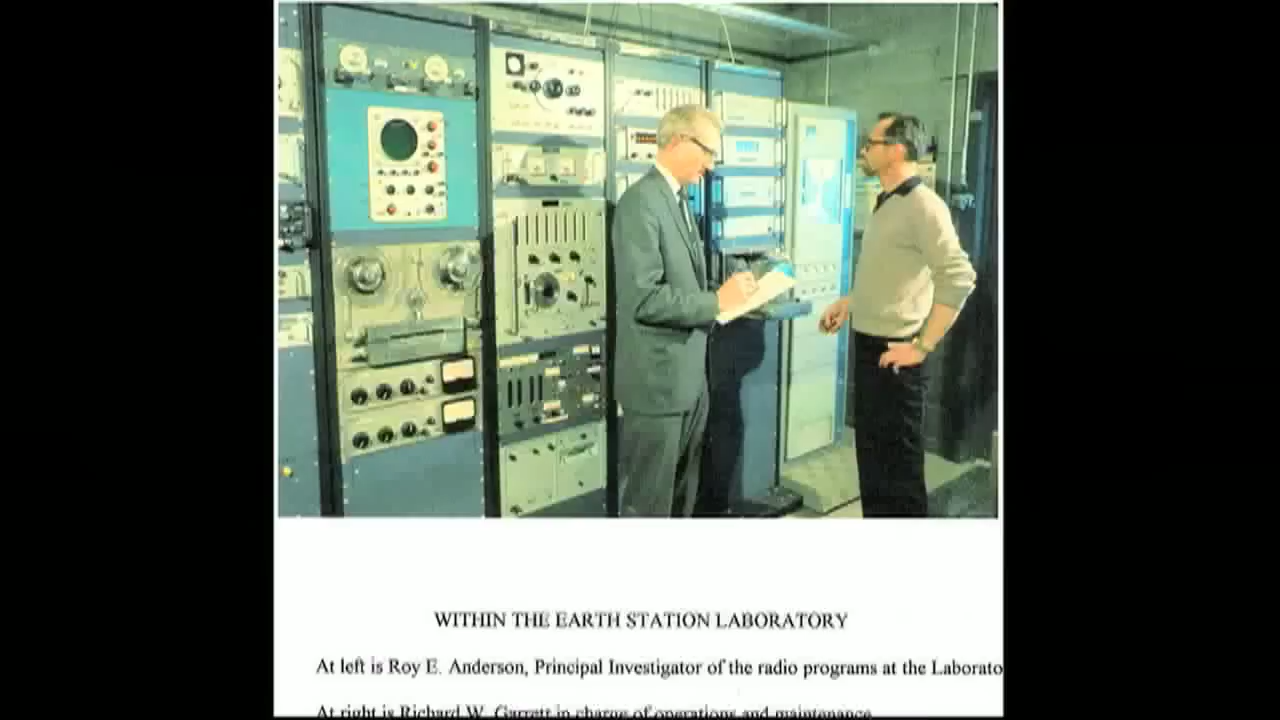 WITHIN THE EARTH STATION LABORATORY
At left is Roy E. Anderson, Principal Investigator of the radio programs at the Laborato
At right is Richard W. Garrett in charge of operations and maintenance